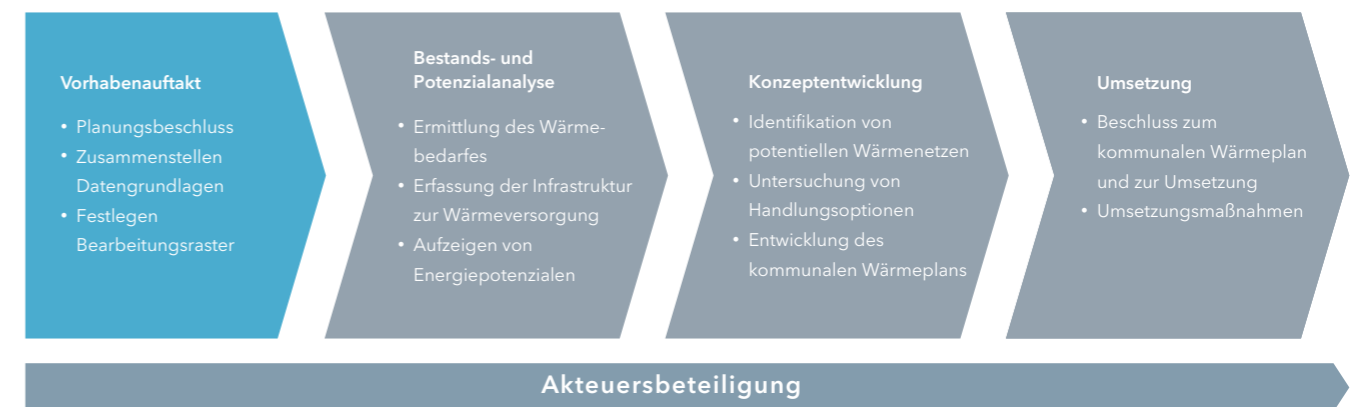 Vorhabenauftakt
• Planungsbeschluss
• Zusammenstellen
Datengrundlagen
• Festlegen
Bearbeitungsraster
Bestands- und
Potenzialanalyse
• Ermittlung des Wärme-
bedarfes
• Erfassung der Infrastruktur
zur Wärmeversorgung
• Aufzeigen von
Energiepotenzialen
Konzeptentwicklung
• Identifikation von
potentiellen Wärmenetzen
• Untersuchung von
Handlungsoptionen
• Entwicklung des
kommunalen Wärmeplans
Umsetzung
• Beschluss zum
kommunalen Wärmeplan
und zur Umsetzung
• Umsetzungsmaßnahmen
Akteuersbeteiligung